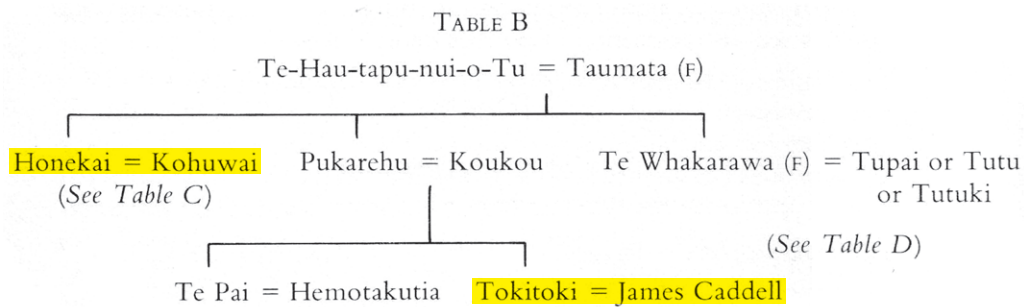 TABLE B
Te-Hau-tapu-nui-o-Tu = Taumata (F)
Honekai = Kohuwai Pukarehu = Koukou Te Whakarawa (F) = Tupai or Tutu
(See Table C) or Tutuki
(See Table D)
Te Pai = Hemotakutia Tokitoki = James Caddell